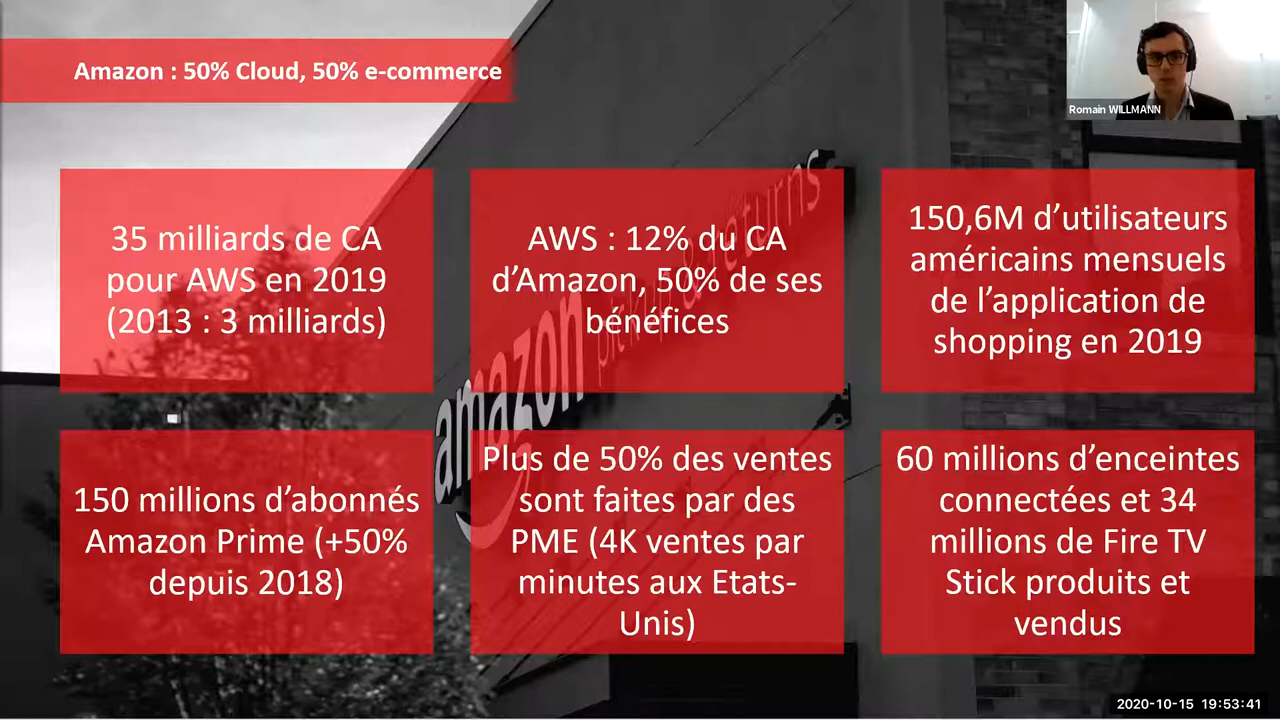 Amazon : 50% Cloud, 50% e-commerce
Romain WILLMANN
35 milliards de CA
pour AWS en 2019
(2013 : 3 milliards)
AWS : 12% du CA
d’Amazon, 50% de ses
bénéfices
150,6M d’utilisateurs
américains mensuels
de l’application de
shopping en 2019
amazon
pickup & returns
150 millions d’abonnés
Amazon Prime (+50%
depuis 2018)
Plus de 50% des ventes
sont faites par des
PME (4K ventes par
minutes aux Etats-
Unis)
60 millions d’enceintes
connectées et 34
millions de Fire TV
Stick produits et
vendus
2020-10-15 19:53:41